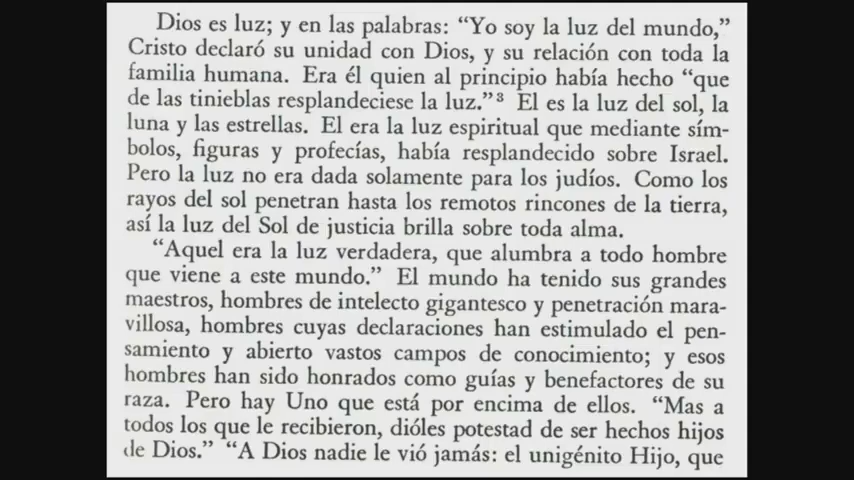 Dios es luz; y en las palabras: “Yo soy la luz del mundo,”
Cristo declaró su unidad con Dios, y su relación con toda la
familia humana. Era él quien al principio había hecho “que
de las tinieblas resplandeciese la luz.”³ El es la luz del sol, la
luna y las estrellas. El era la luz espiritual que mediante sím-
bolos, figuras y profecías, había resplandecido sobre Israel.
Pero la luz no era dada solamente para los judíos. Como los
rayos del sol penetran hasta los remotos rincones de la tierra,
así la luz del Sol de justicia brilla sobre toda alma.
“Aquel era la luz verdadera, que alumbra a todo hombre
que viene a este mundo.” El mundo ha tenido sus grandes
maestros, hombres de intelecto gigantesco y penetración mara-
villosa, hombres cuyas declaraciones han estimulado el pen-
samiento y abierto vastos campos de conocimiento; y esos
hombres han sido honrados como guías y benefactores de su
raza. Pero hay Uno que está por encima de ellos. “Mas a
todos los que le recibieron, dióles potestad de ser hechos hijos
de Dios.” “A Dios nadie le vió jamás: el unigénito Hijo, que